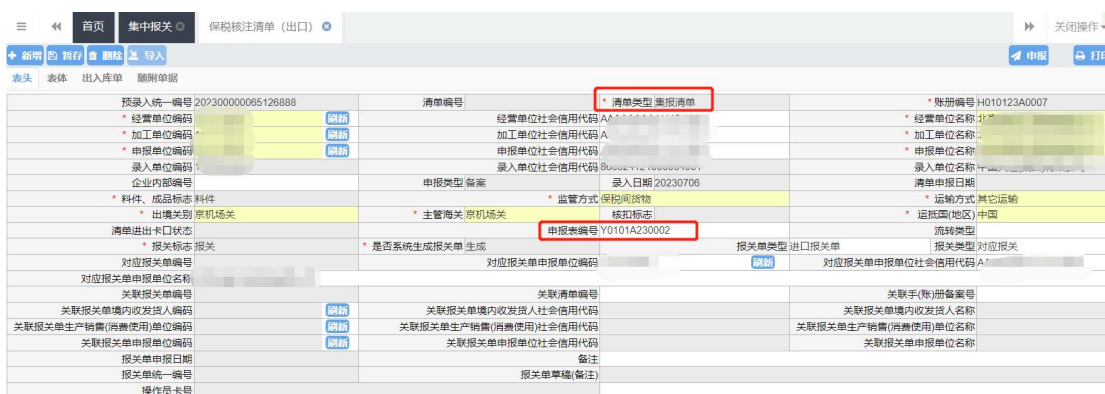 首页 集中报关 保税核注清单（出口） 关闭操作
新增 暂存 删除 导入 申报 打印
表头 表体 出入库单 随附单据
预录入统一编号 202300000065126888 清单编号 * 清单类型 集报清单 * 账册编号 H010123A0007
* 经营单位编码 刷新 经营单位社会信用代码 * 经营单位名称
* 加工单位编码 刷新 加工单位社会信用代码 * 加工单位名称
* 申报单位编码 刷新 申报单位社会信用代码 * 申报单位名称
录入单位编码 录入单位社会信用代码 录入单位名称
企业内部编号 申报类型 备案 录入日期 20230706 清单申报日期
* 料件、成品标志 料件 * 监管方式 保税间货物 * 运输方式 其它运输
* 出境关别 京机场关 * 主管海关 京机场关 核扣标志 * 运抵国(地区) 中国
清单进出卡口状态 申报表编号 Y0101A230002 流转类型
* 报关标志 报关 * 是否系统生成报关单 生成 报关单类型 进口报关单 报关类型 对应报关
对应报关单编号 对应报关单申报单位编码 刷新 对应报关单申报单位社会信用代码
对应报关单申报单位名称
关联报关单编号 关联清单编号 关联手(账)册备案号
关联报关单境内收发货人编码 刷新 关联报关单境内收发货人社会信用代码 关联报关单境内收发货人名称
关联报关单生产销售(消费使用)单位编码 刷新 关联报关单生产销售(消费使用)社会信用代码 关联报关单生产销售(消费使用)单位名称
关联报关单申报单位编码 刷新 关联报关单申报单位社会信用代码 关联报关单申报单位名称
报关单申报日期 备注
报关单统一编号 报关单草稿(备注)
操作员卡号